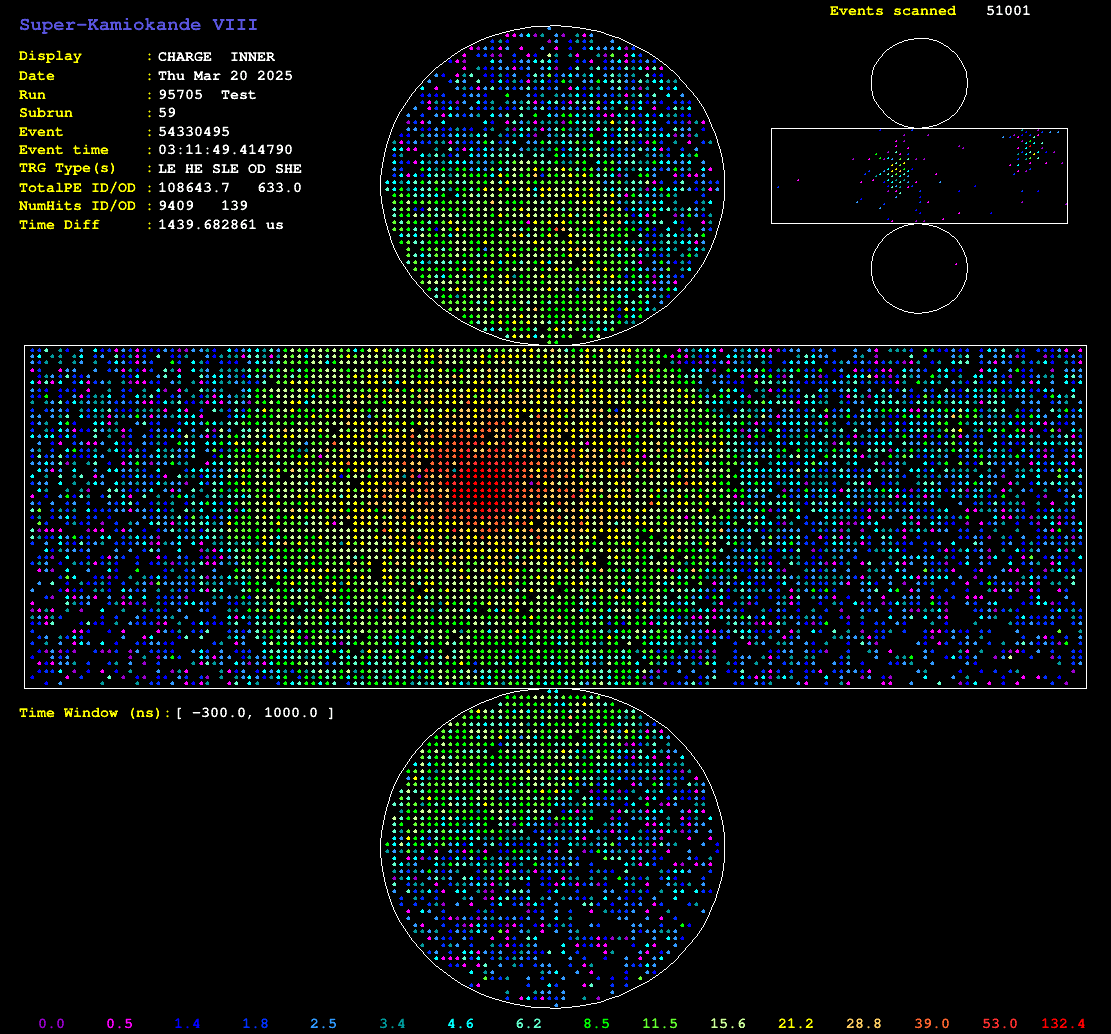 Events scanned 51001
Super-Kamiokande VIII
Display : CHARGE INNER
Date : Thu Mar 20 2025
Run : 95705 Test
Subrun : 59
Event : 54330495
Event time : 03:11:49.414790
TRG Type(s) : LE HE SLE OD SHE
TotalPE ID/OD : 108643.7 633.0
NumHits ID/OD : 9409 139
Time Diff : 1439.682861 us
Time Window (ns):[ -300.0, 1000.0 ]
0.0 0.5 1.4 1.8 2.5 3.4 4.6 6.2 8.5 11.5 15.6 21.2 28.8 39.0 53.0 132.4